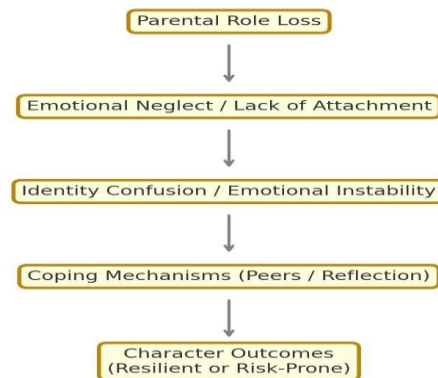 Parental Role Loss
Emotional Neglect / Lack of Attachment
Identity Confusion / Emotional Instability
Coping Mechanisms (Peers / Reflection)
Character Outcomes
(Resilient or Risk-Prone)